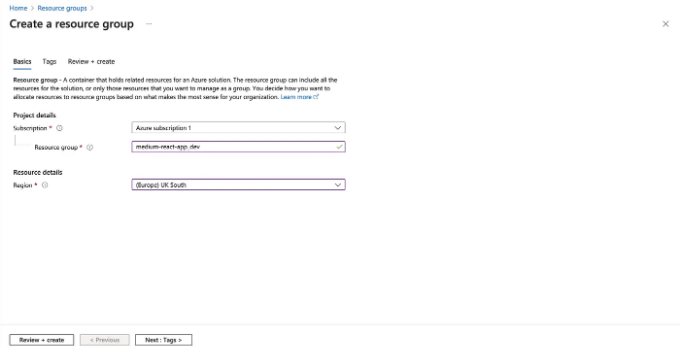 Home > Resource groups >
Create a resource group ...
Basics Tags Review + create
Resource group - A container that holds related resources for an Azure solution. The resource group can include all the
resources for the solution, or only those resources that you want to manage as a group. You decide how you want to
allocate resources to resource groups based on what makes the most sense for your organization. Learn more
Project details
Subscription * Azure subscription 1
Resource group * medium-react-app_dev
Resource details
Region * (Europe) UK South
Review + create < Previous Next : Tags >